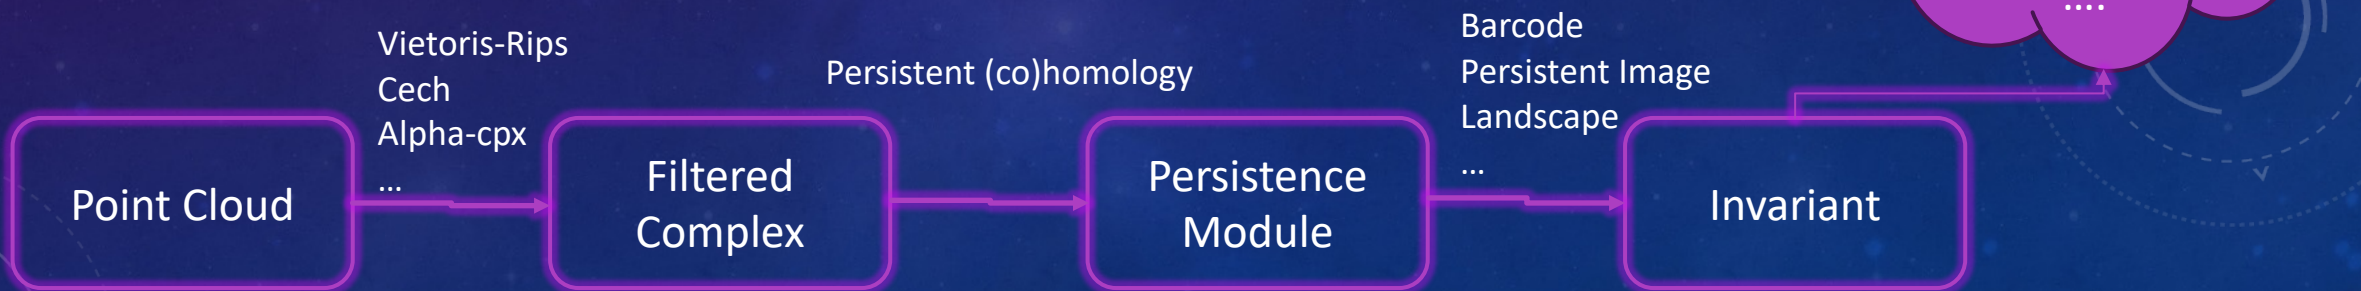 Point Cloud
Vietoris-Rips
Cech
Alpha-cpx
...
Filtered
Complex
Persistent (co)homology
Persistence
Module
Barcode
Persistent Image
Landscape
...
Invariant
....